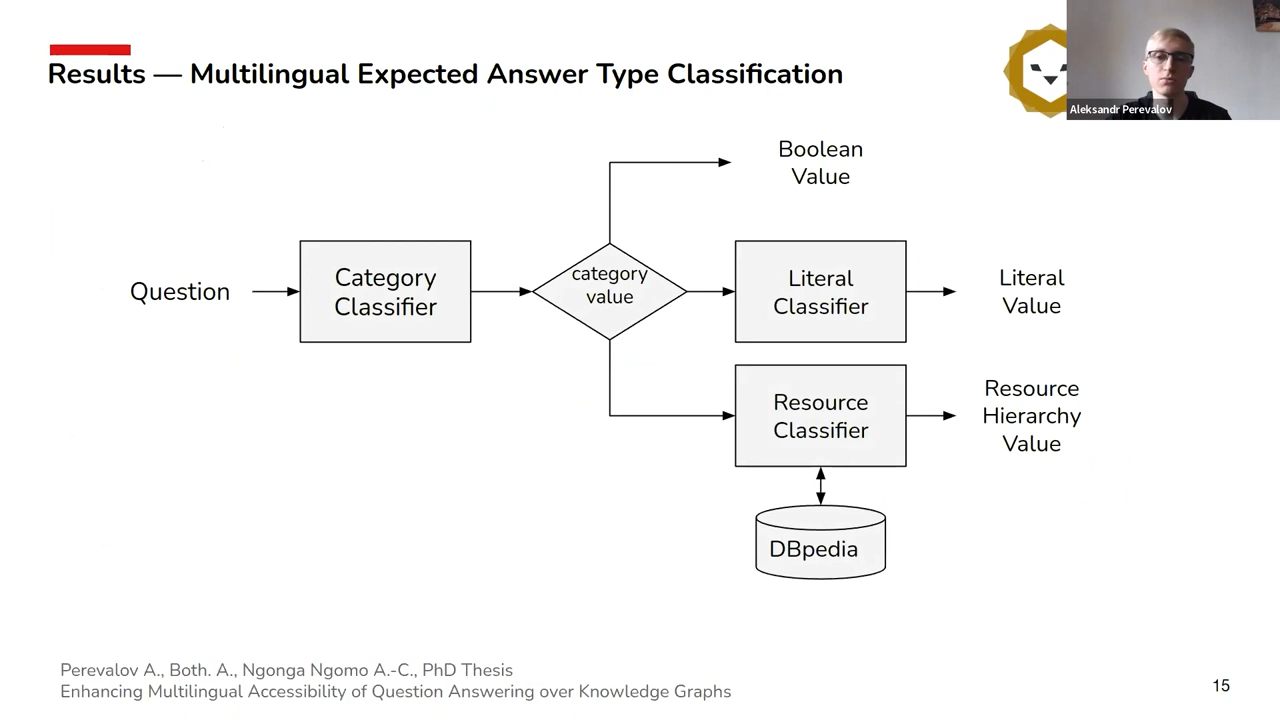 Results — Multilingual Expected Answer Type Classification
Aleksandr Perevalov
Boolean
Value
Question
Category
Classifier
category
value
Literal
Classifier
Literal
Value
Resource
Classifier
Resource
Hierarchy
Value
DBpedia
Perevalov A., Both. A., Ngonga Ngomo A.-C., PhD Thesis
Enhancing Multilingual Accessibility of Question Answering over Knowledge Graphs
15